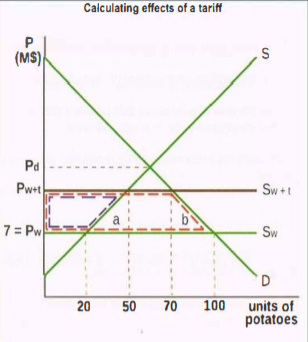 Calculating effects of a tariff
P
(M$)
S
Pd
Pw+t
Sw + t
a
b
7 = Pw
Sw
D
20 50 70 100 units of
potatoes